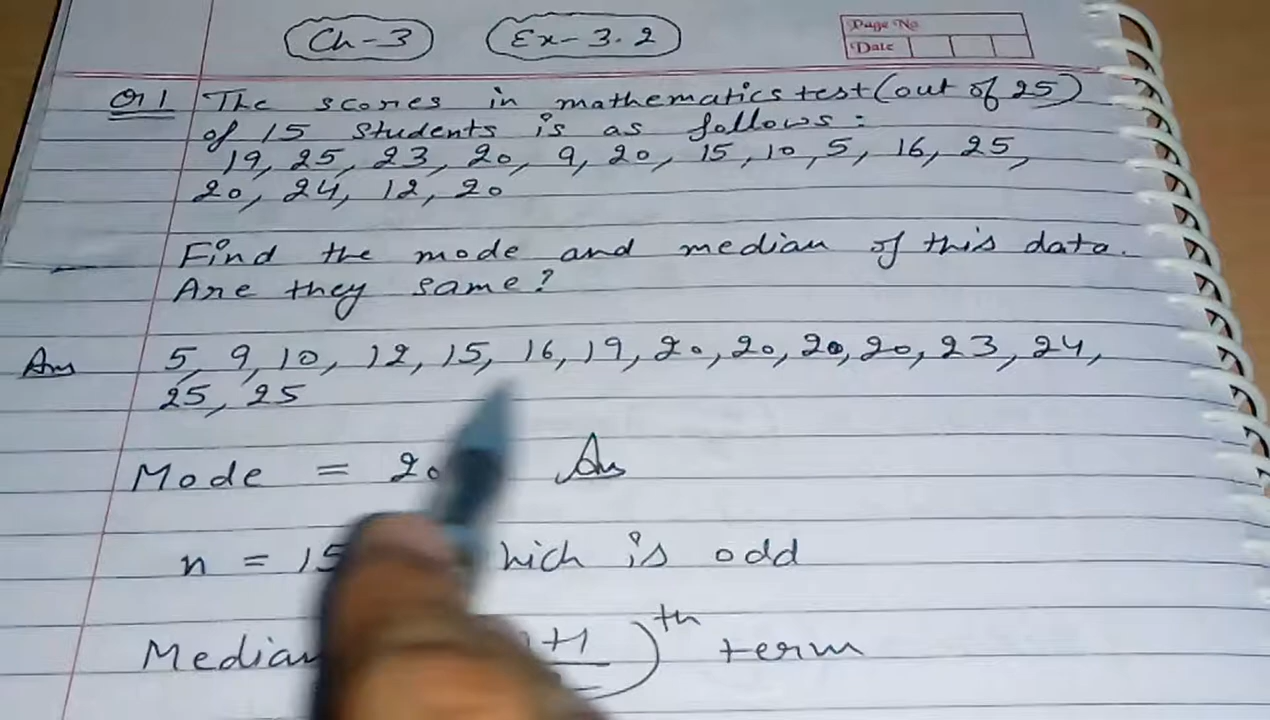 Ch-3 Ex-3.2
Page No
Date
Q1 The scores in mathematics test (out of 25)
of 15 students is as follows:
19, 25, 23, 20, 9, 20, 15, 10, 5, 16, 25,
20, 24, 12, 20
Find the mode and median of this data.
Are they same?
Ans 5, 9, 10, 12, 15, 16, 19, 20, 20, 20, 20, 23, 24,
25, 25
Mode = 20 Ans
n = 15 is odd
+1)th term